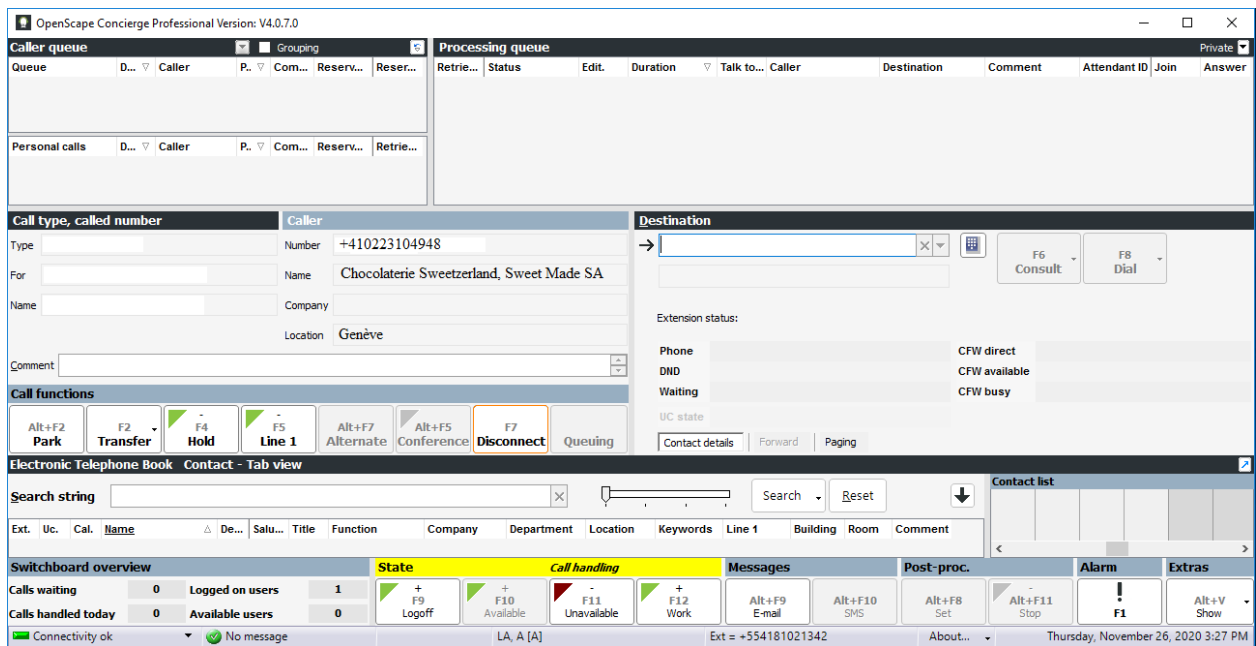 OpenScape Concierge Professional Version: V4.0.7.0
Caller queue Grouping
Queue D... Caller P.. Com... Reserv... Reser...
Personal calls D... Caller P.. Com... Reserv... Retrie...
Processing queue Private
Retrie... Status Edit. Duration Talk to... Caller Destination Comment Attendant ID Join Answer
Call type, called number
Type
For
Name
Caller
Number +410223104948
Name Chocolaterie Sweetzerland, Sweet Made SA
Company
Location Genève
Comment
Destination
F6 Consult
F8 Dial
Extension status:
Phone CFW direct
DND CFW available
Waiting CFW busy
UC state
Contact details Forward Paging
Call functions
Alt+F2 F2 - F4 - F5 Alt+F7 Alt+F5 F7
Park Transfer Hold Line 1 Alternate Conference Disconnect Queuing
Electronic Telephone Book Contact - Tab view
Search string Search Reset
Contact list
Ext. Uc. Cal. Name De... Salu... Title Function Company Department Location Keywords Line 1 Building Room Comment
Switchboard overview State Call handling Messages Post-proc. Alarm Extras
Calls waiting 0 Logged on users 1
Calls handled today 0 Available users 0
+ F9 Logoff
+ F10 Available
- F11 Unavailable
+ F12 Work
Alt+F9 E-mail
Alt+F10 SMS
Alt+F8 Set
- Alt+F11 Stop
! F1
Alt+V Show
Connectivity ok No message LA, A [A] Ext = +554181021342 About... Thursday, November 26, 2020 3:27 PM